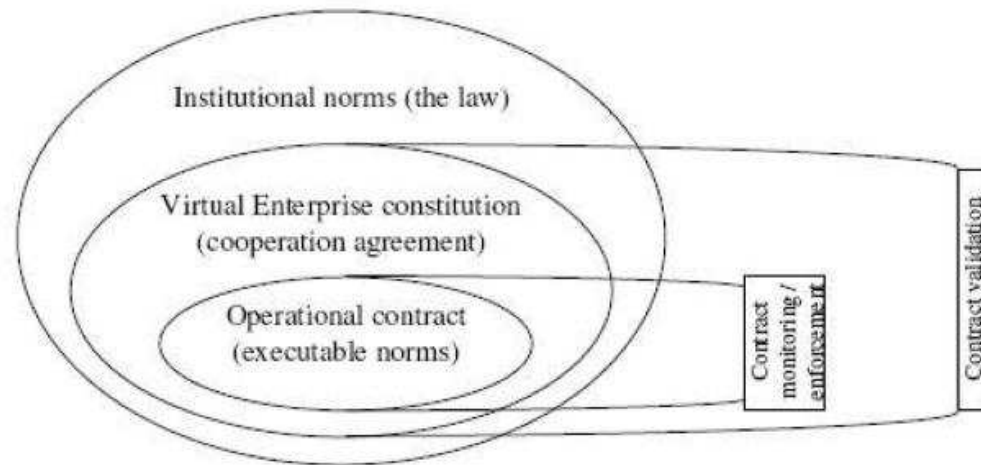 Institutional norms (the law)
Virtual Enterprise constitution
(cooperation agreement)
Operational contract
(executable norms)
Contract
monitoring /
enforcement
Contract validation